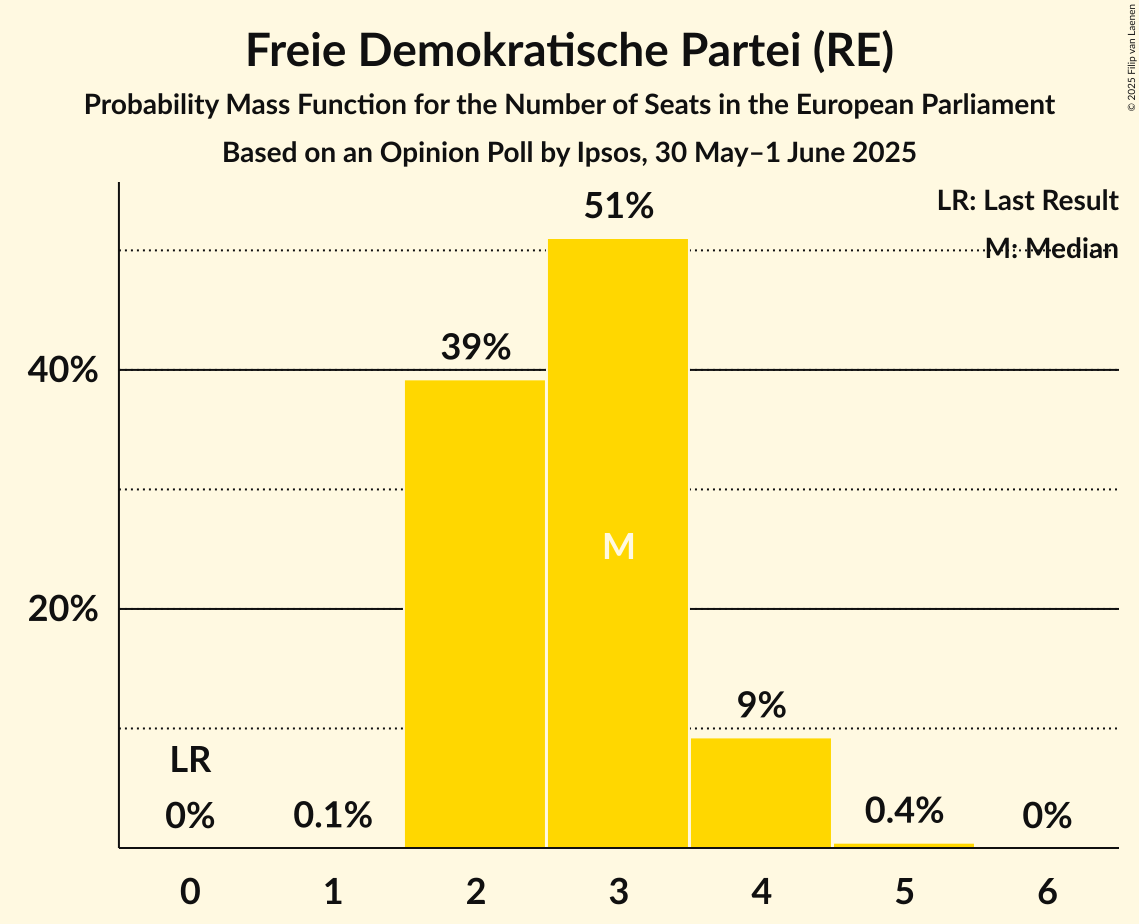 Freie Demokratische Partei (RE)
Probability Mass Function for the Number of Seats in the European Parliament
Based on an Opinion Poll by Ipsos, 30 May–1 June 2025
© 2025 Filip van Laenen
LR: Last Result
M: Median
51%
39%
40%
M
20%
9%
LR
0%
0.1%
0.4%
0%
0 1 2 3 4 5 6